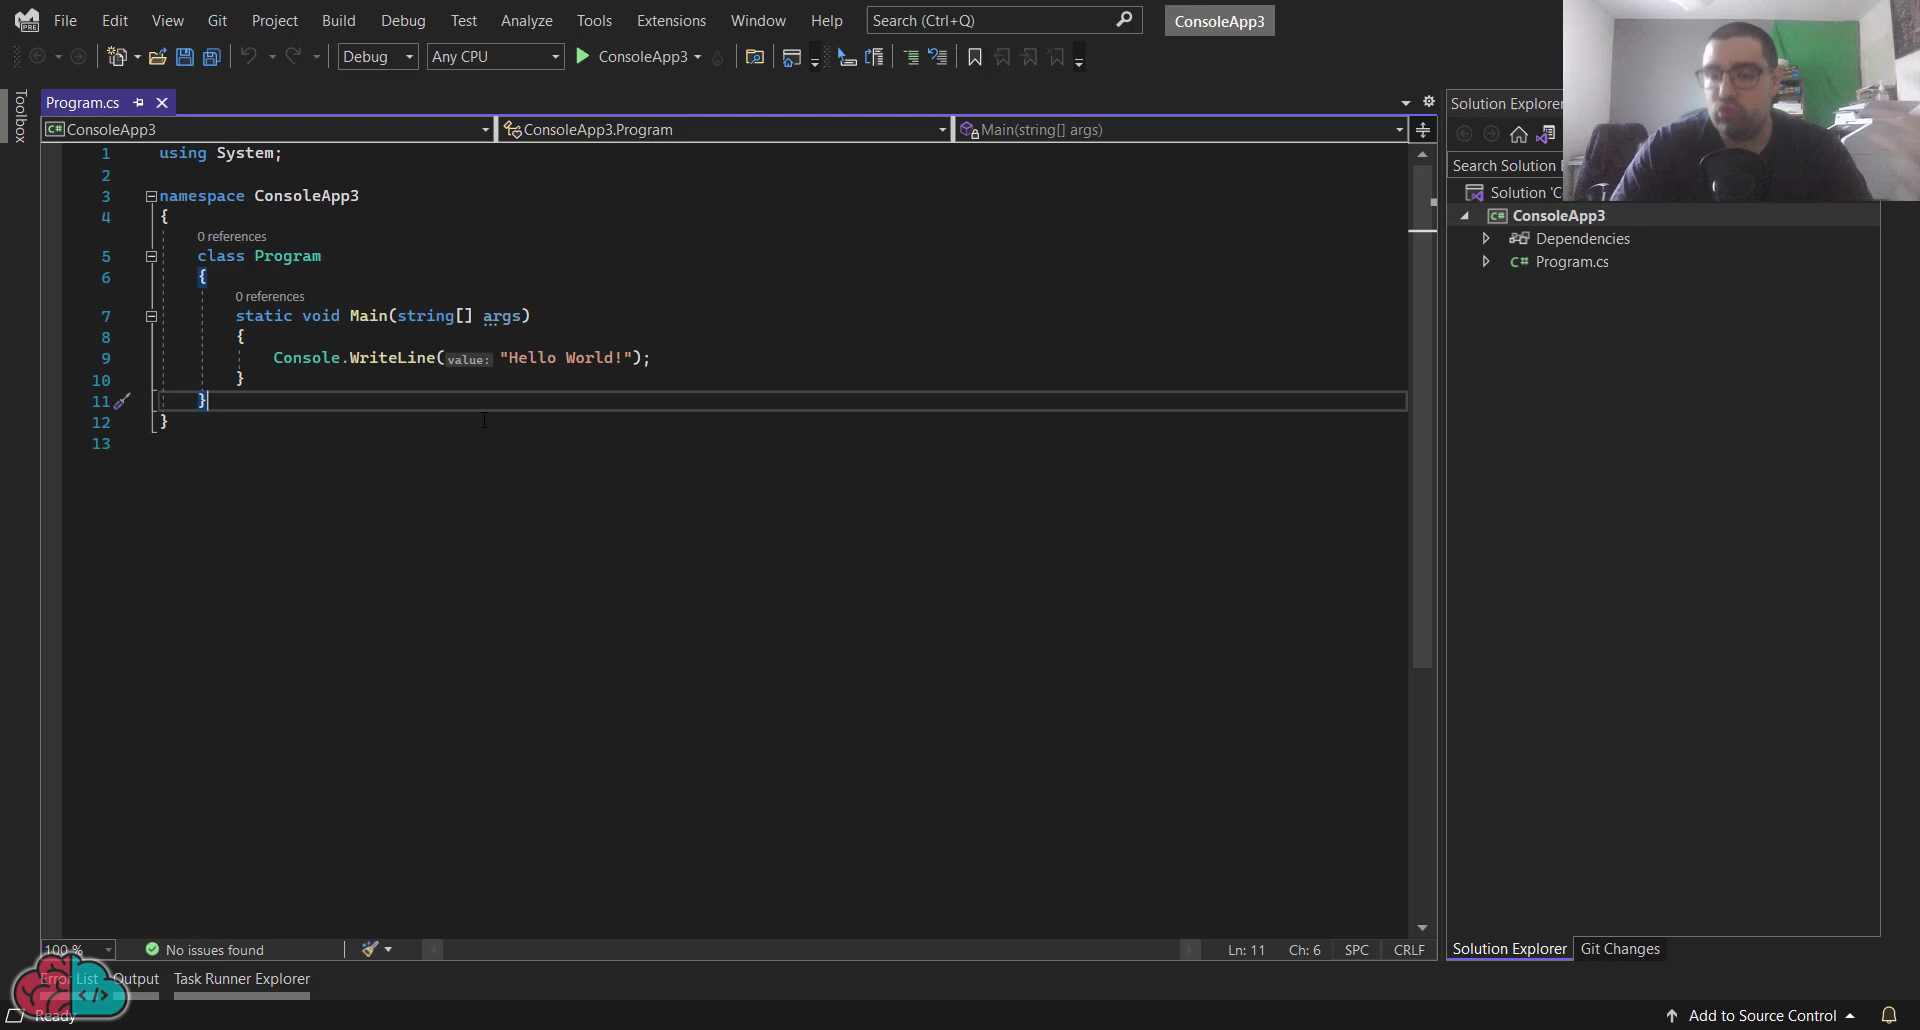 File Edit View Git Project Build Debug Test Analyze Tools Extensions Window Help Search (Ctrl+Q) ConsoleApp3
Debug Any CPU ConsoleApp3
Toolbox
Program.cs
ConsoleApp3 ConsoleApp3.Program Main(string[] args)
1 using System;
2
3 namespace ConsoleApp3
4 {
0 references
5 class Program
6 {
0 references
7 static void Main(string[] args)
8 {
9 Console.WriteLine(value: "Hello World!");
10 }
11 }
12 }
13
100 % No issues found Ln: 11 Ch: 6 SPC CRLF
Error List Output Task Runner Explorer
Ready
Solution Explorer
Search Solution
Solution
ConsoleApp3
Dependencies
C# Program.cs
Solution Explorer Git Changes
Add to Source Control